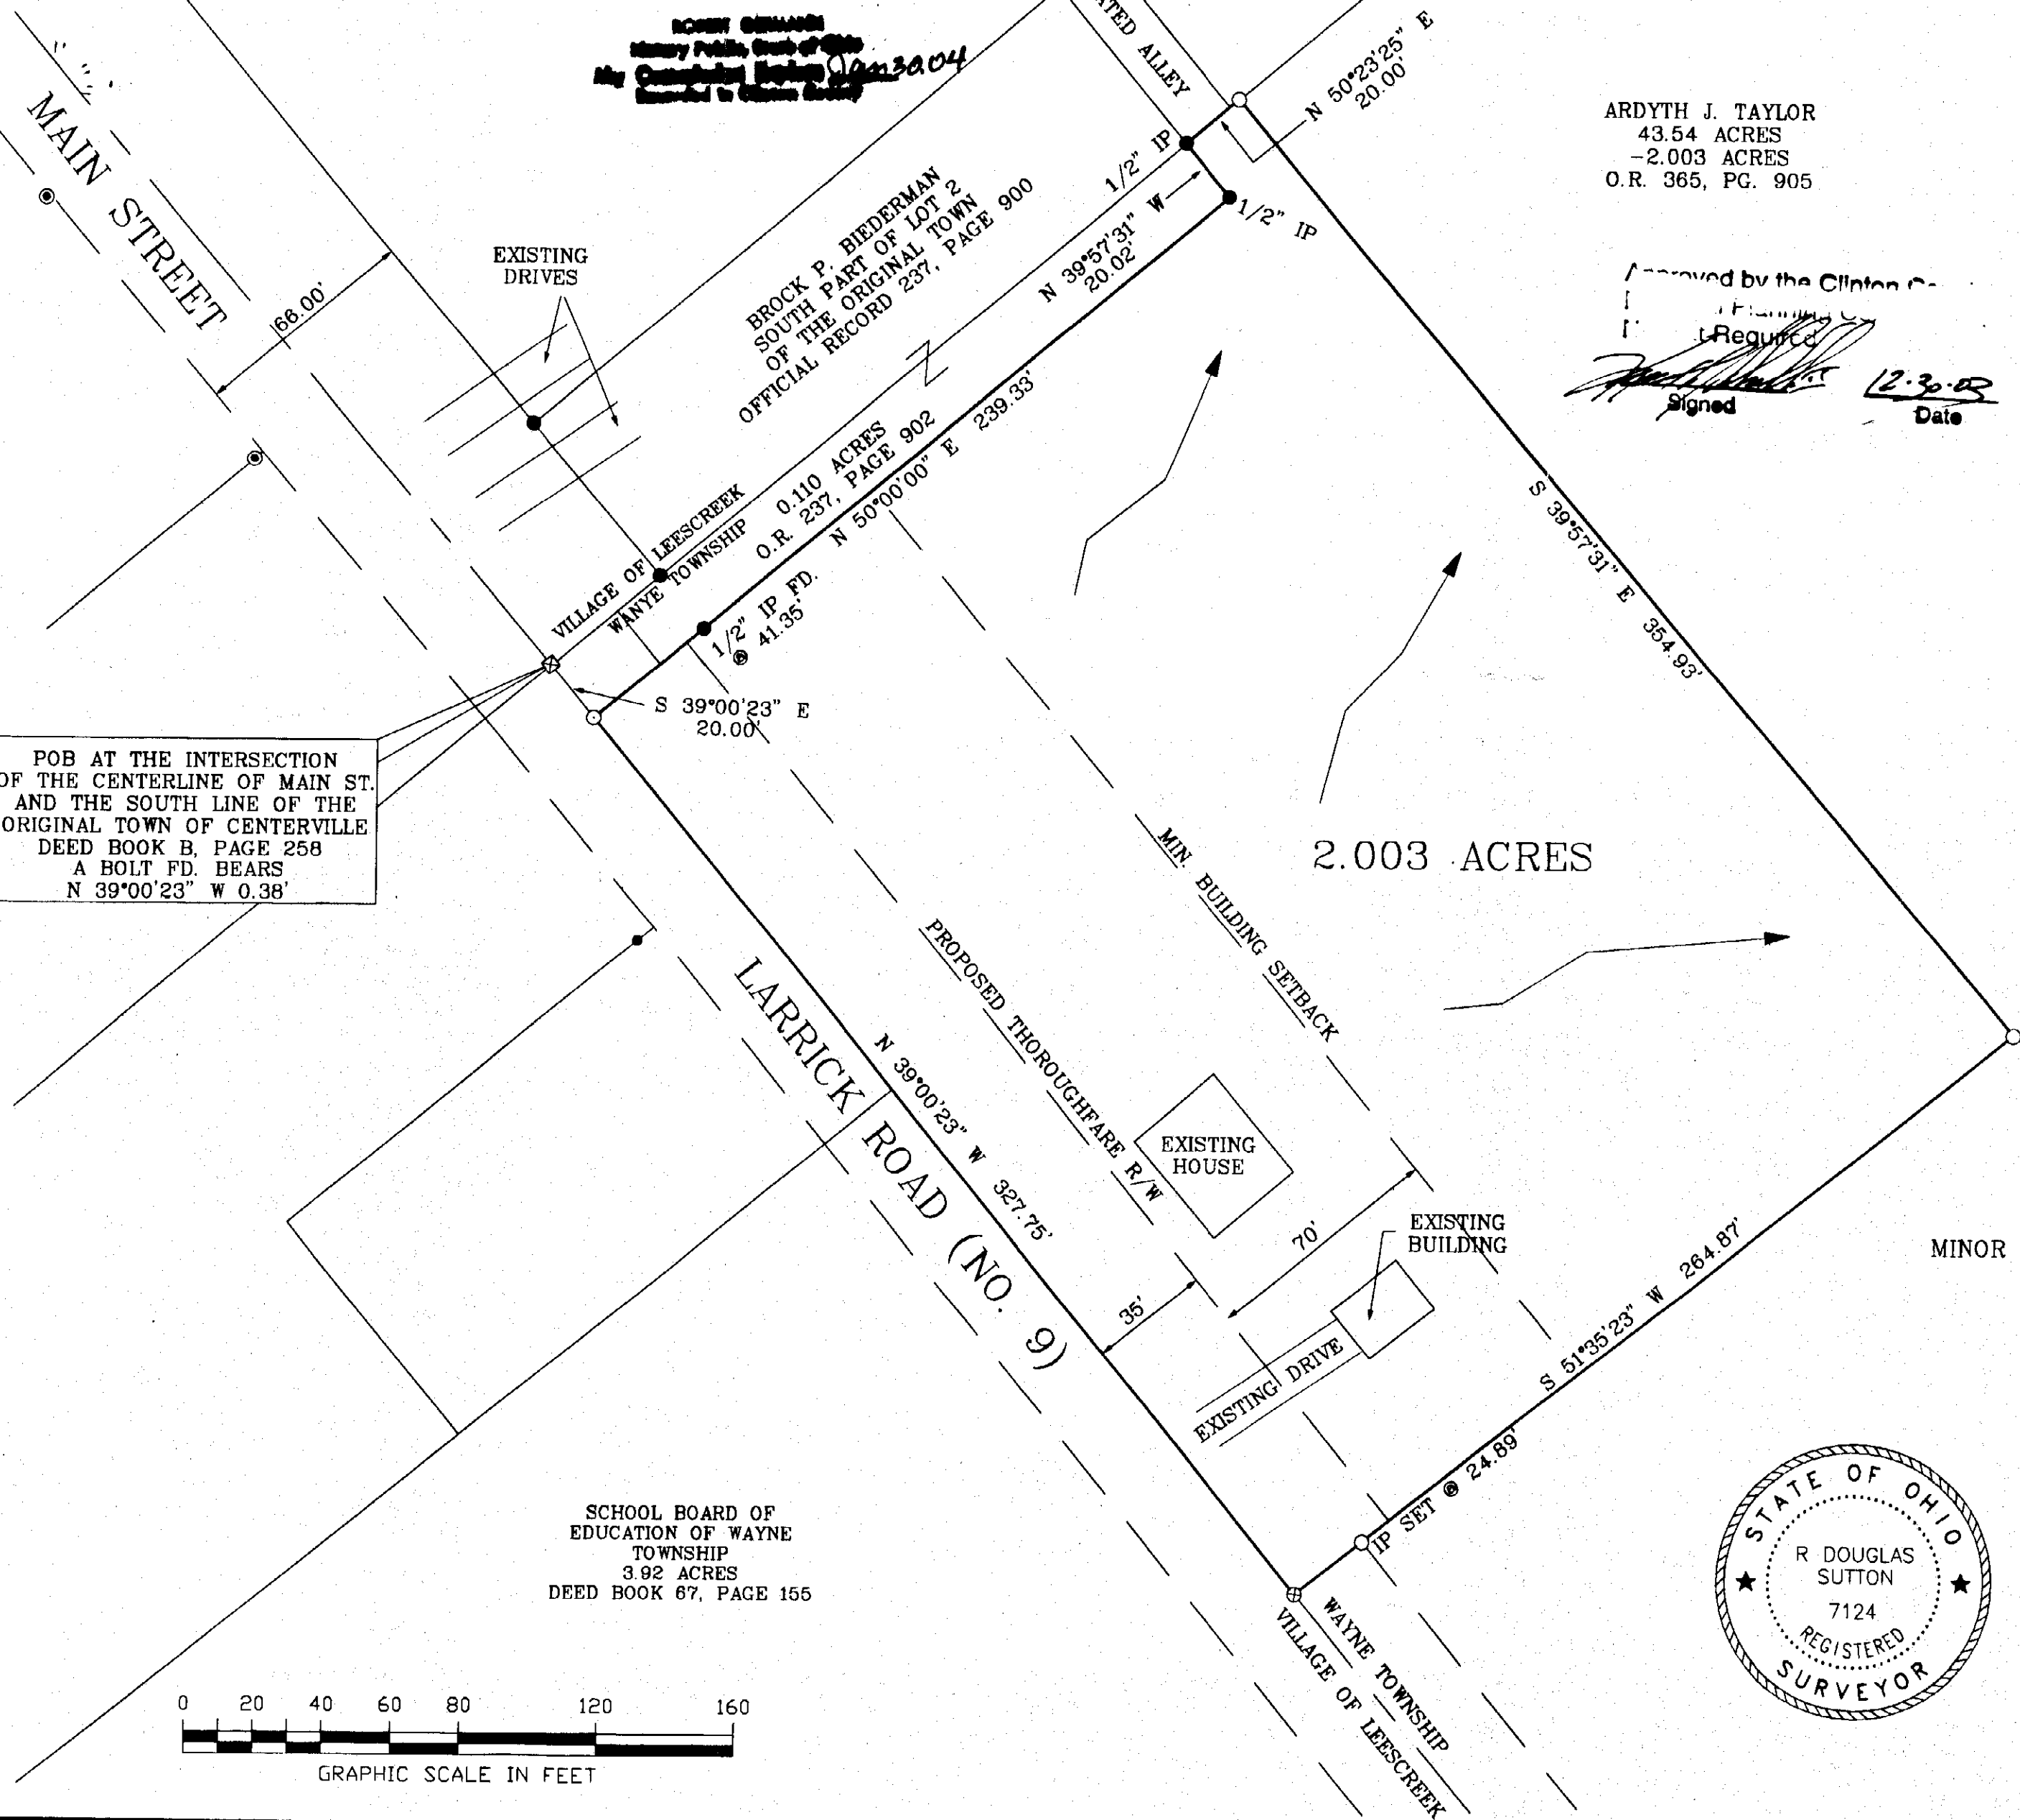 Jan 30.04
MAIN STREET
66.00'
EXISTING
DRIVES
BROCK P. BIEDERMAN
SOUTH PART OF LOT 2
OF THE ORIGINAL TOWN
OFFICIAL RECORD 237, PAGE 900
ALLEY
N 50°23'25" E
20.00'
1/2" IP
N 39°57'31" W
20.02'
1/2" IP
ARDYTH J. TAYLOR
43.54 ACRES
-2.003 ACRES
O.R. 365, PG. 905
by the Clinton
Required
Signed
12-30-03
Date
VILLAGE OF LEESCREEK
WANYE TOWNSHIP
0.110 ACRES
O.R. 237, PAGE 902
N 50°00'00" E 239.33'
1/2" IP FD.
@ 41.35'
S 39°00'23" E
20.00'
S 39°57'31" E 354.93'
POB AT THE INTERSECTION
OF THE CENTERLINE OF MAIN ST.
AND THE SOUTH LINE OF THE
ORIGINAL TOWN OF CENTERVILLE
DEED BOOK B, PAGE 258
A BOLT FD. BEARS
N 39°00'23" W 0.38'
2.003 ACRES
MIN. BUILDING SETBACK
PROPOSED THOROUGHFARE R/W
LARRICK ROAD (NO. 9)
N 39°00'23" W 327.75'
EXISTING
HOUSE
70'
35'
EXISTING
BUILDING
EXISTING DRIVE
S 51°35'23" W 264.87'
IP SET @ 24.89'
MINOR
SCHOOL BOARD OF
EDUCATION OF WAYNE
TOWNSHIP
3.92 ACRES
DEED BOOK 67, PAGE 155
WAYNE TOWNSHIP
VILLAGE OF LEESCREEK
STATE OF OHIO
R DOUGLAS
SUTTON
7124
REGISTERED
SURVEYOR
0 20 40 60 80 120 160
GRAPHIC SCALE IN FEET